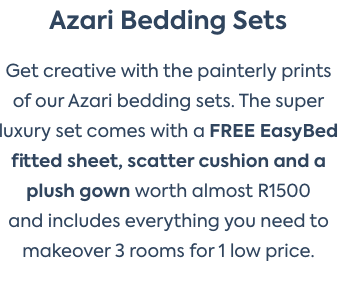 Azari Bedding Sets
Get creative with the painterly prints
of our Azari bedding sets. The super
luxury set comes with a FREE EasyBed
fitted sheet, scatter cushion and a
plush gown worth almost R1500
and includes everything you need to
makeover 3 rooms for 1 low price.